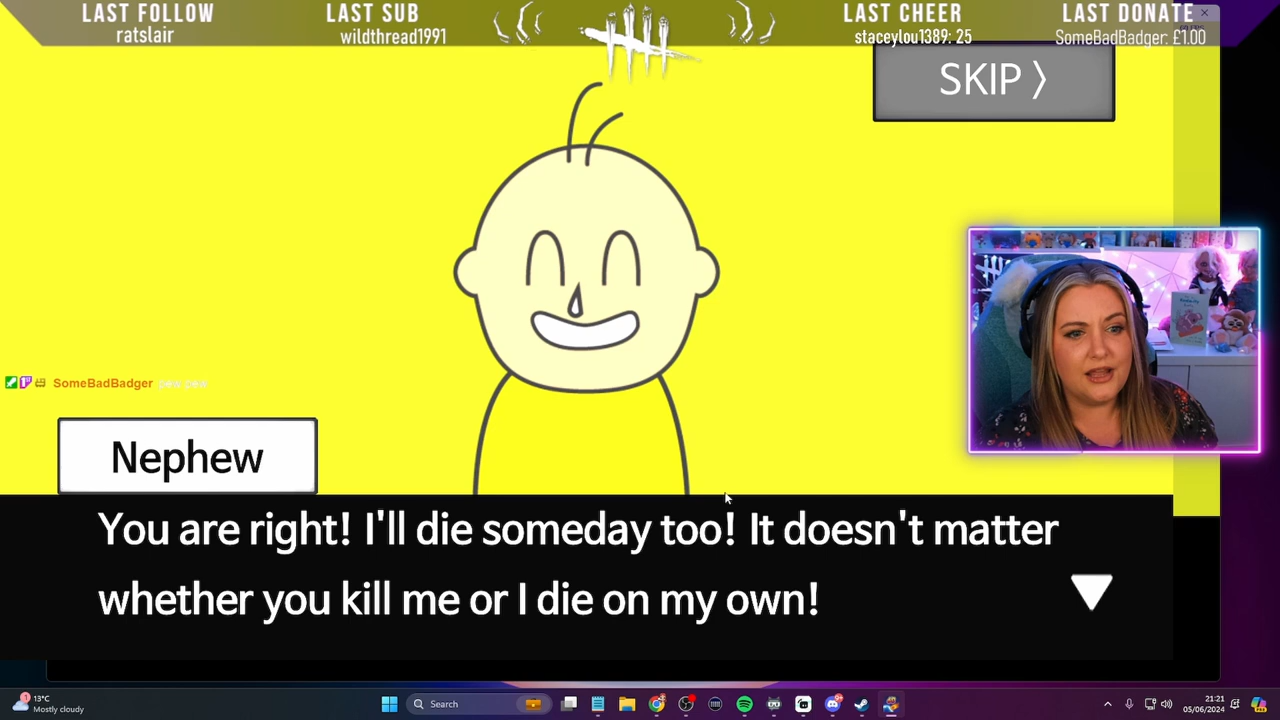 LAST FOLLOW
ratslair
LAST SUB
wildthread1991
LAST CHEER
staceylou1389: 25
LAST DONATE
SomeBadBadger: £1.00
SKIP 〉
SomeBadBadger pew pew
Nephew
You are right! I'll die someday too! It doesn't matter
whether you kill me or I die on my own!
13°C
Mostly cloudy
Search
21:21
05/06/2024